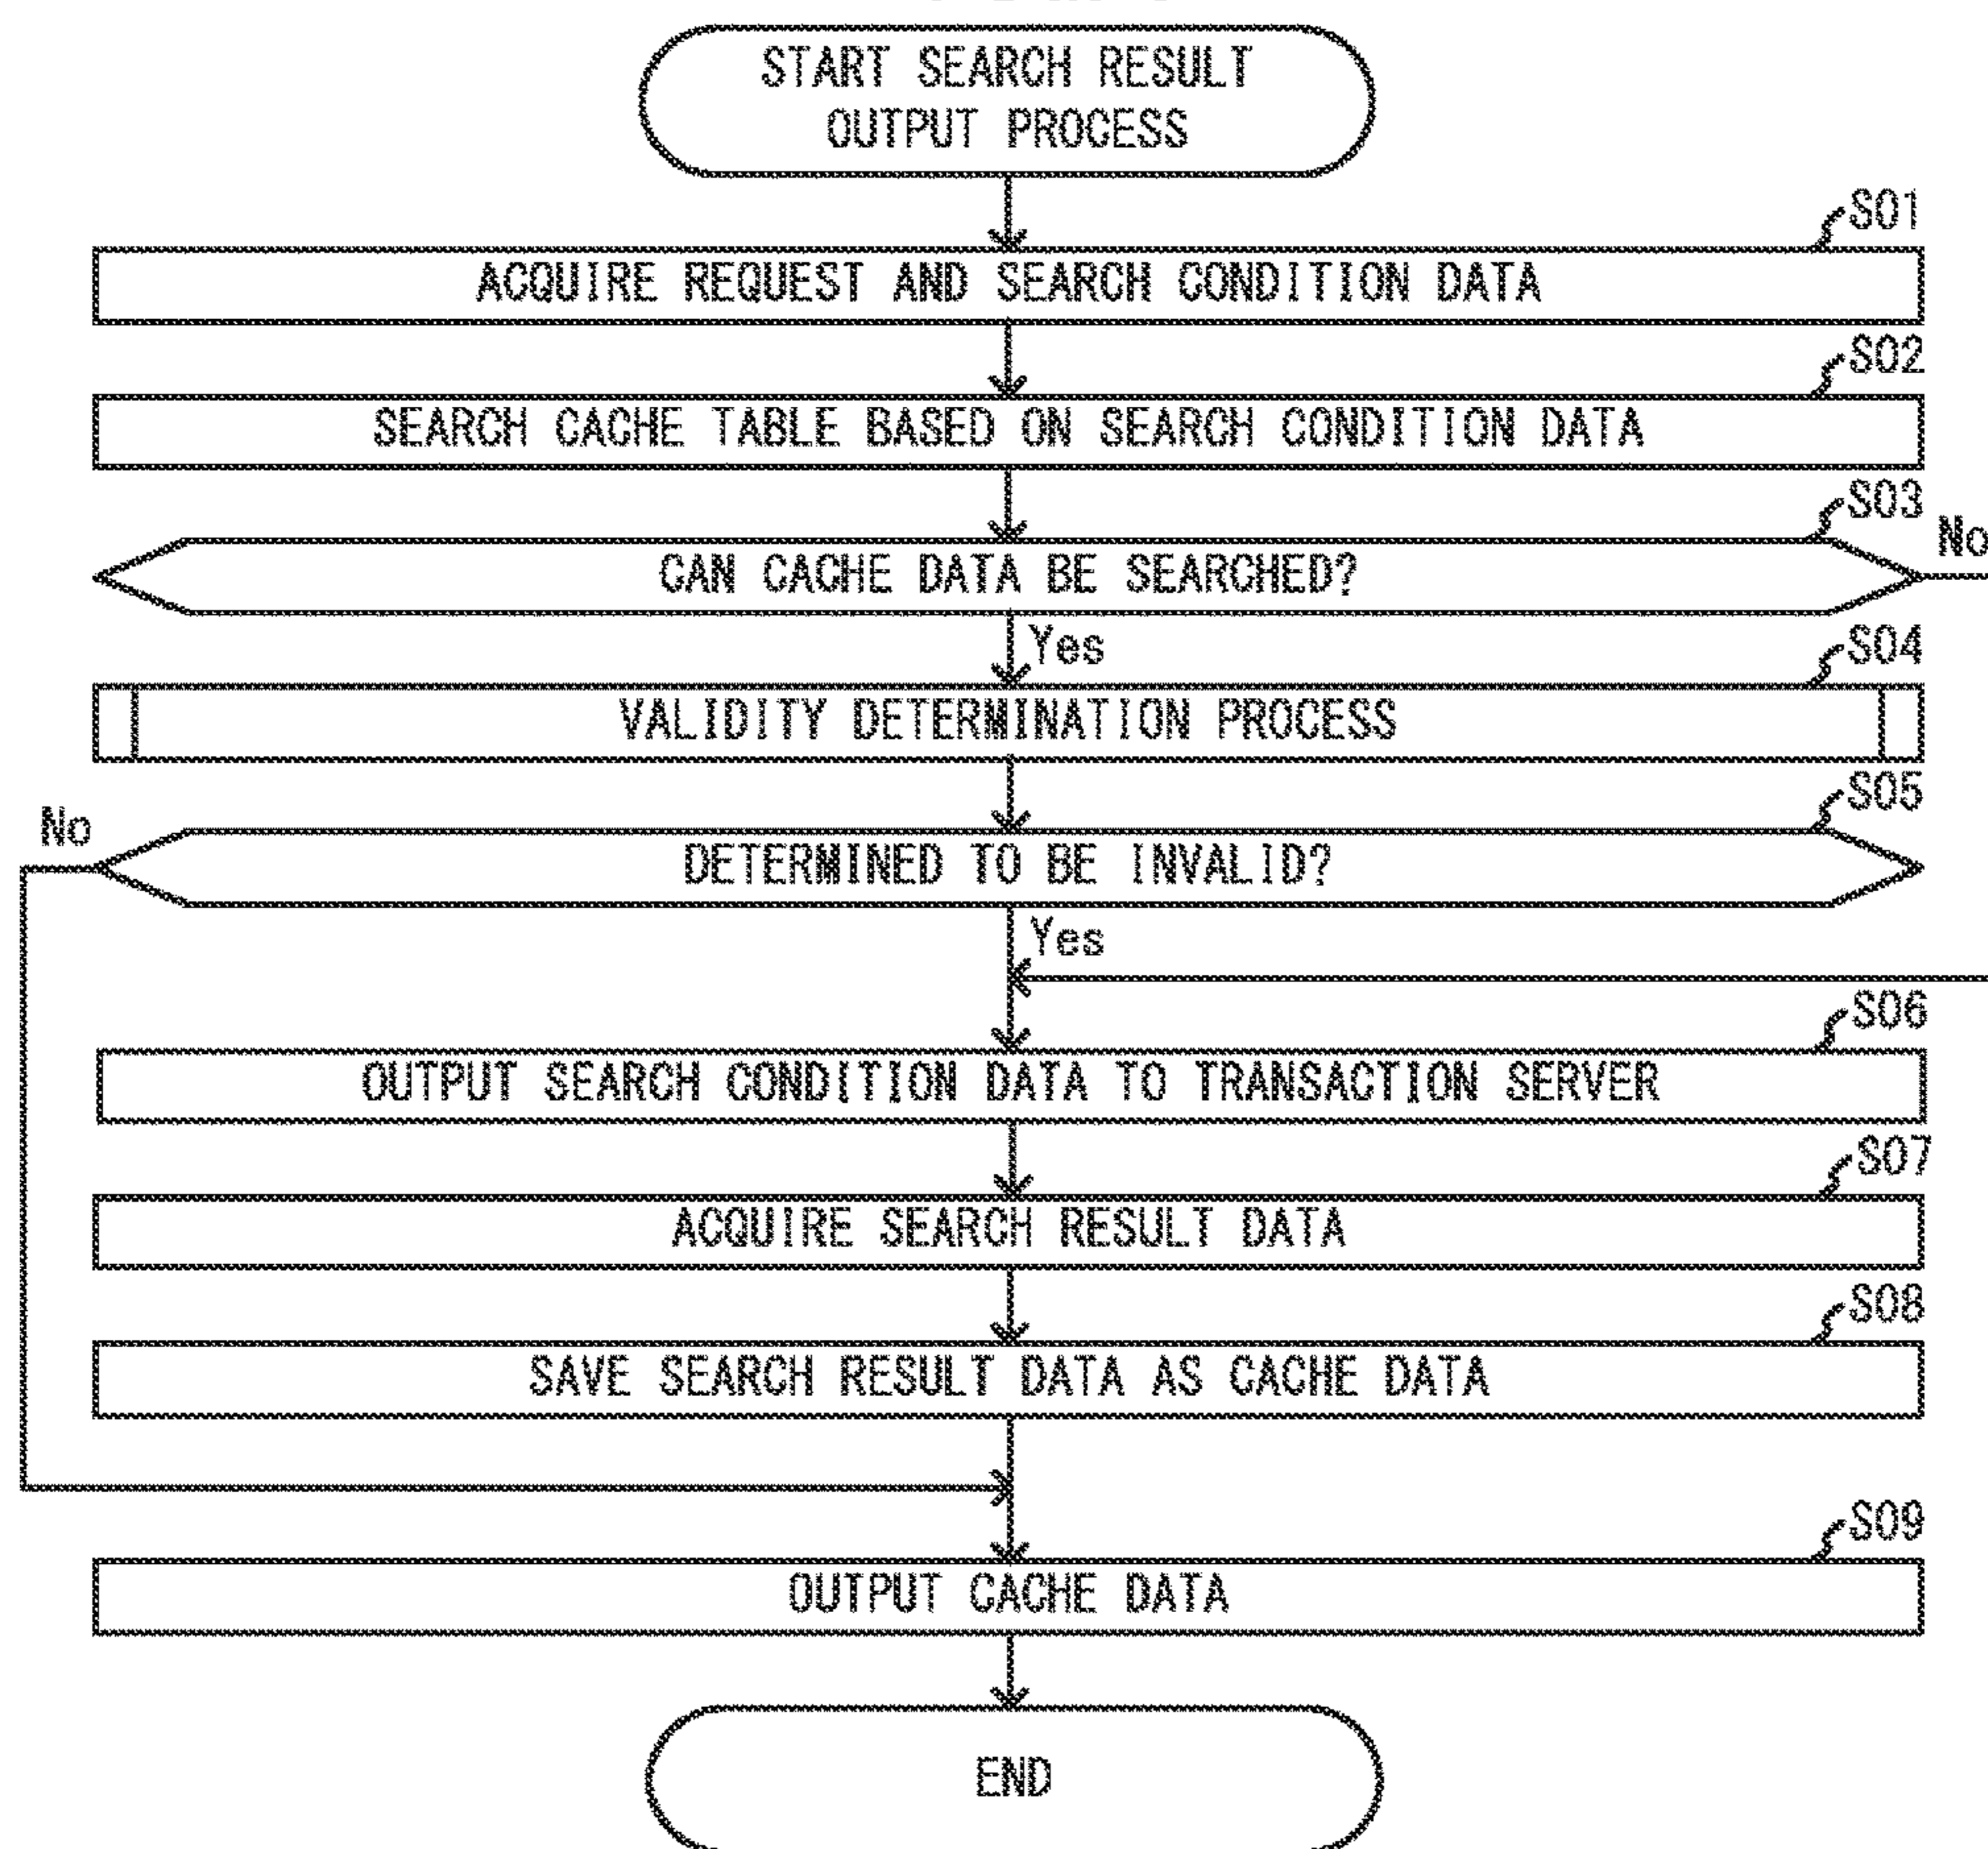 START SEARCH RESULT
OUTPUT PROCESS
S01
ACQUIRE REQUEST AND SEARCH CONDITION DATA
S02
SEARCH CACHE TABLE BASED ON SEARCH CONDITION DATA
S03
No
CAN CACHE DATA BE SEARCHED?
Yes
S04
VALIDITY DETERMINATION PROCESS
S05
No
DETERMINED TO BE INVALID?
Yes
S06
OUTPUT SEARCH CONDITION DATA TO TRANSACTION SERVER
S07
ACQUIRE SEARCH RESULT DATA
S08
SAVE SEARCH RESULT DATA AS CACHE DATA
S09
OUTPUT CACHE DATA
END